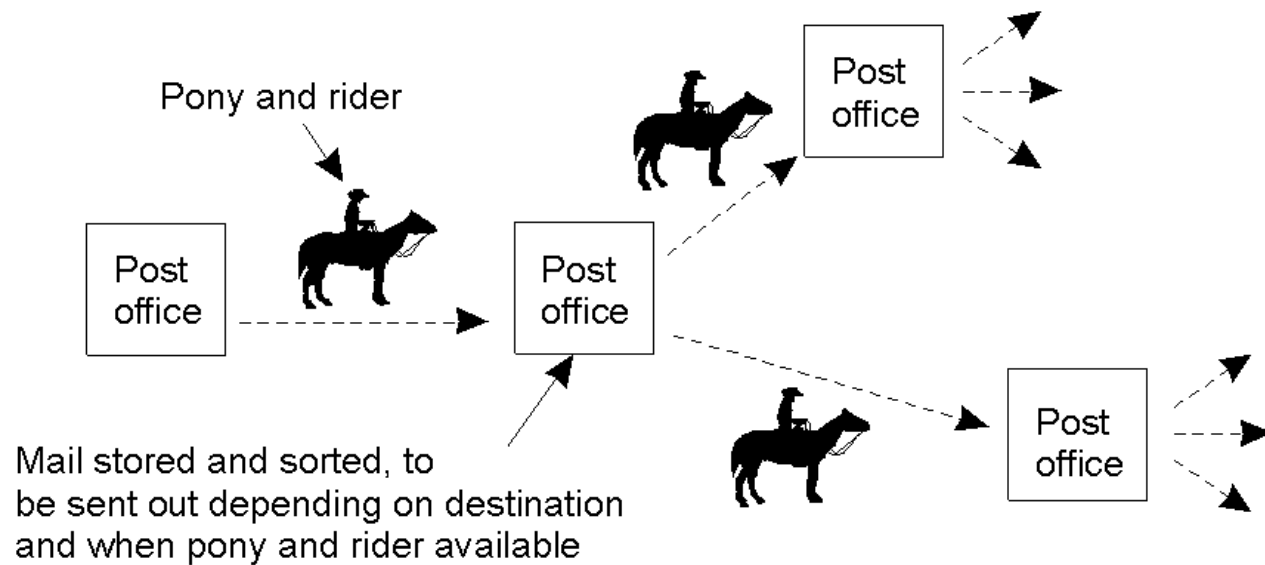 Post
office
Pony and rider
Post
office
Post
office
Mail stored and sorted, to
be sent out depending on destination
and when pony and rider available
Post
office